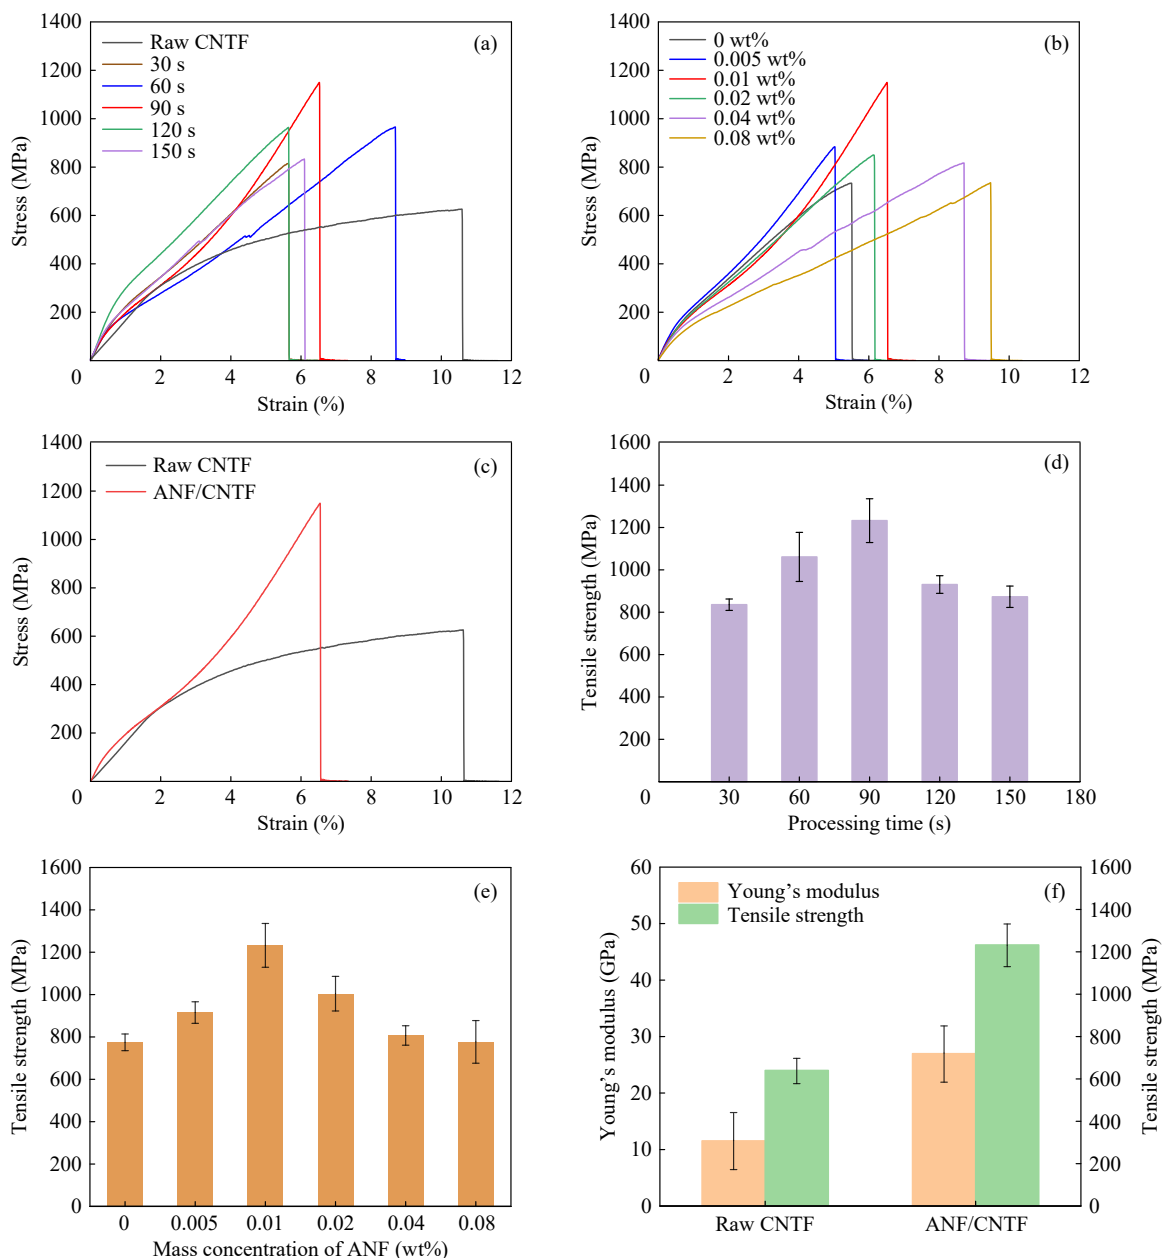 (a)
Raw CNTF
30 s
60 s
90 s
120 s
150 s
1400
1200
1000
800
600
400
200
0
2
4
6
8
10
12
Stress (MPa)
Strain (%)
(b)
0 wt%
0.005 wt%
0.01 wt%
0.02 wt%
0.04 wt%
0.08 wt%
1400
1200
1000
800
600
400
200
0
2
4
6
8
10
12
Stress (MPa)
Strain (%)
(c)
Raw CNTF
ANF/CNTF
1400
1200
1000
800
600
400
200
0
2
4
6
8
10
12
Stress (MPa)
Strain (%)
(d)
1600
1400
1200
1000
800
600
400
200
0
30
60
90
120
150
180
Tensile strength (MPa)
Processing time (s)
(e)
1600
1400
1200
1000
800
600
400
200
0
0
0.005
0.01
0.02
0.04
0.08
Tensile strength (MPa)
Mass concentration of ANF (wt%)
(f)
Young's modulus
Tensile strength
60
50
40
30
20
10
0
1600
1400
1200
1000
800
600
400
200
0
Raw CNTF
ANF/CNTF
Young's modulus (GPa)
Tensile strength (MPa)